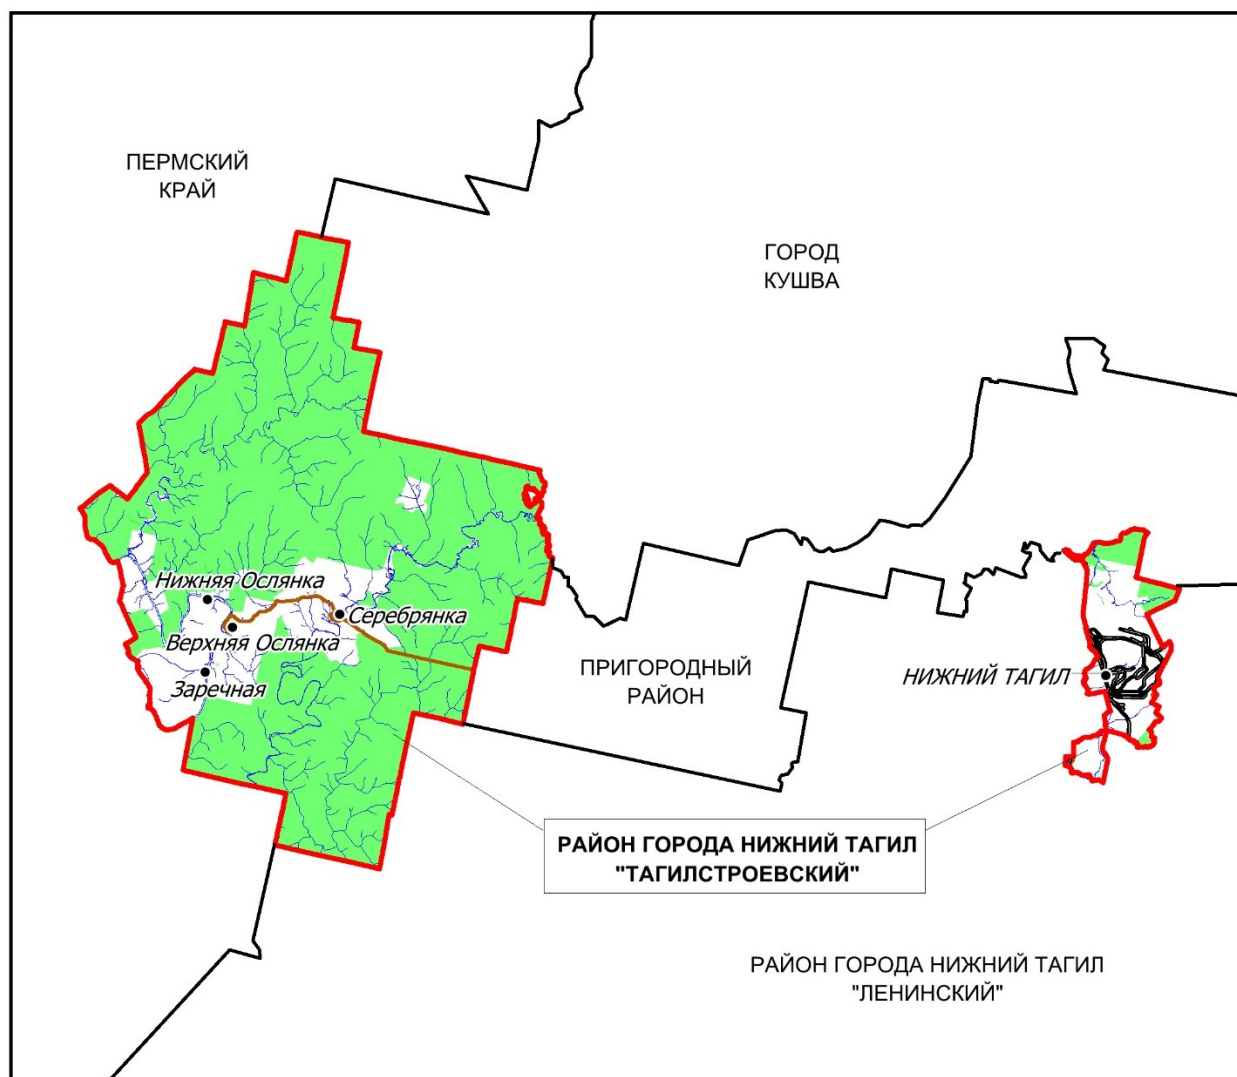 ПЕРМСКИЙ
КРАЙ
ГОРОД
КУШВА
Нижняя Ослянка
Серебрянка
Верхняя Ослянка
Заречная
ПРИГОРОДНЫЙ
РАЙОН
НИЖНИЙ ТАГИЛ
РАЙОН ГОРОДА НИЖНИЙ ТАГИЛ
"ТАГИЛСТРОЕВСКИЙ"
РАЙОН ГОРОДА НИЖНИЙ ТАГИЛ
"ЛЕНИНСКИЙ"